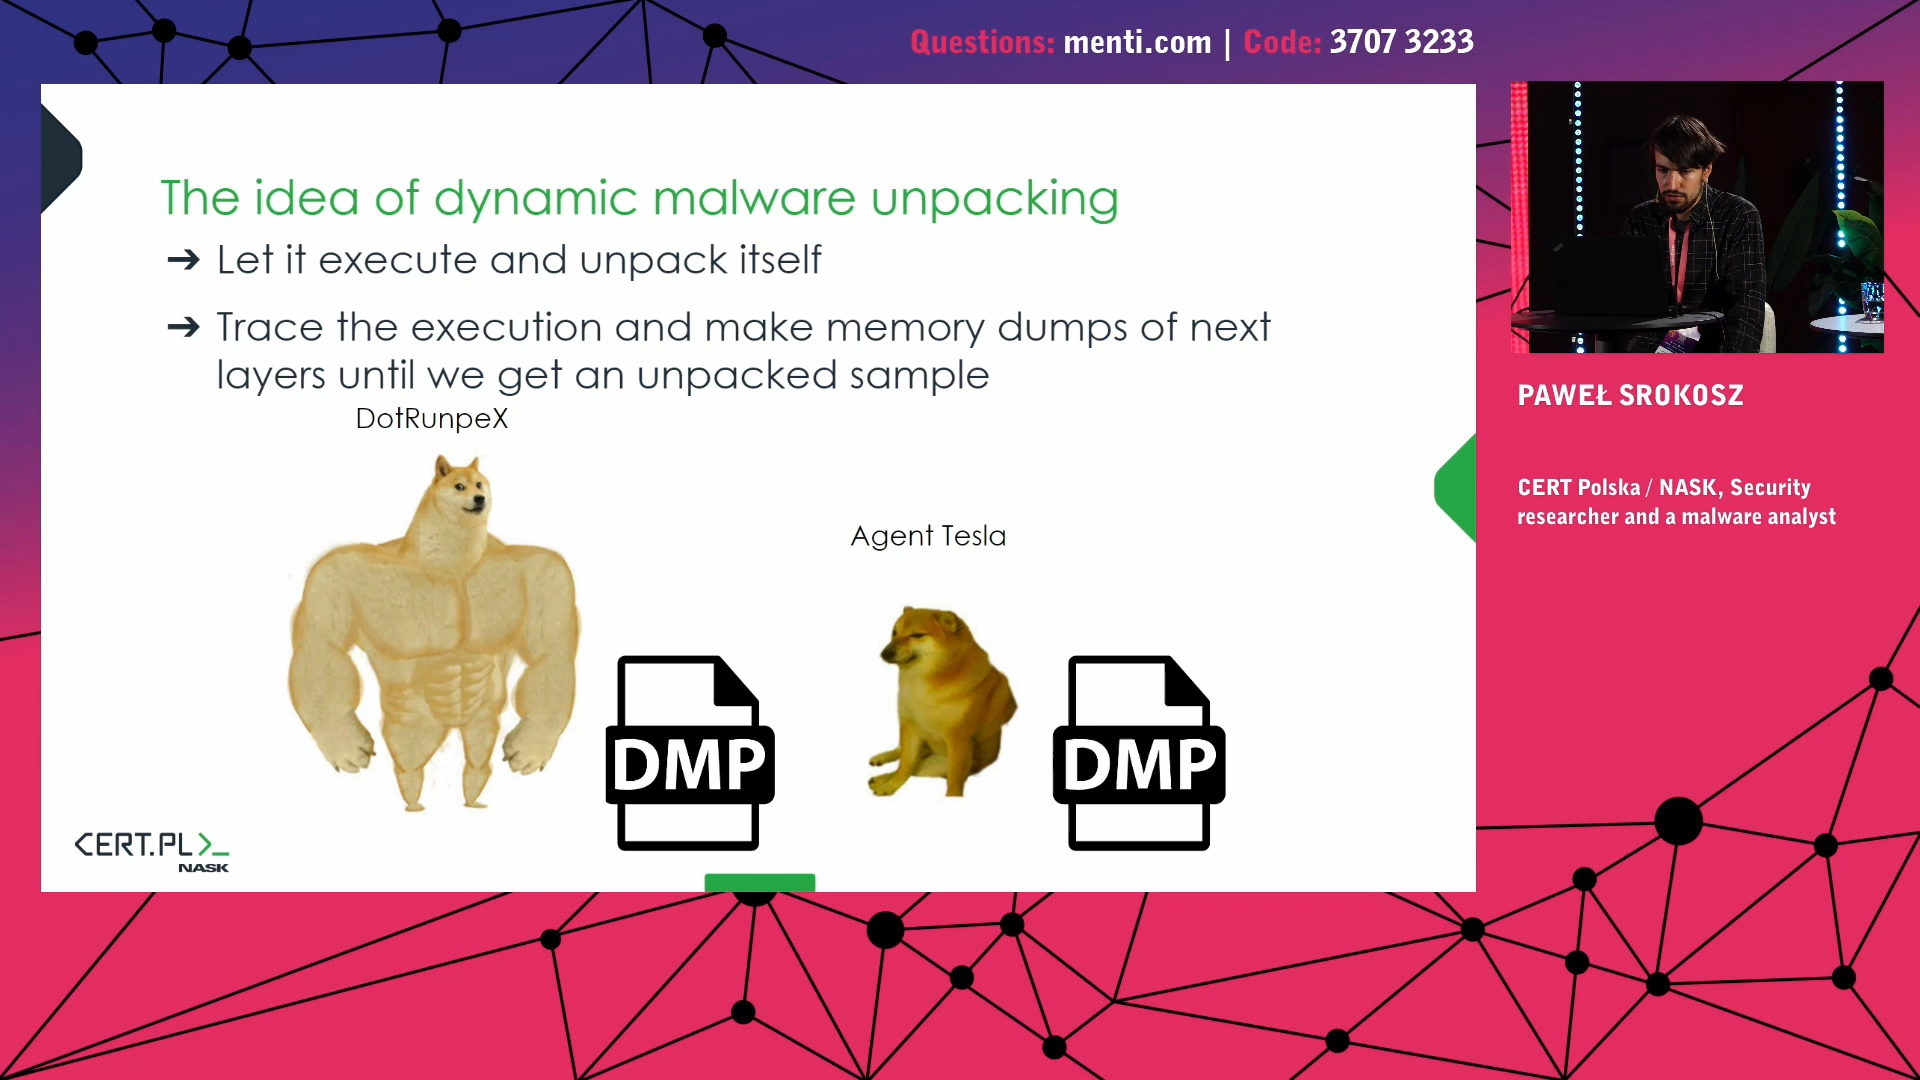 Questions: menti.com | Code: 3707 3233
The idea of dynamic malware unpacking
➔ Let it execute and unpack itself
➔ Trace the execution and make memory dumps of next
layers until we get an unpacked sample
DotRunpeX
Agent Tesla
DMP
DMP
CERT.PL>_
NASK
PAWEŁ SROKOSZ
CERT Polska / NASK, Security
researcher and a malware analyst